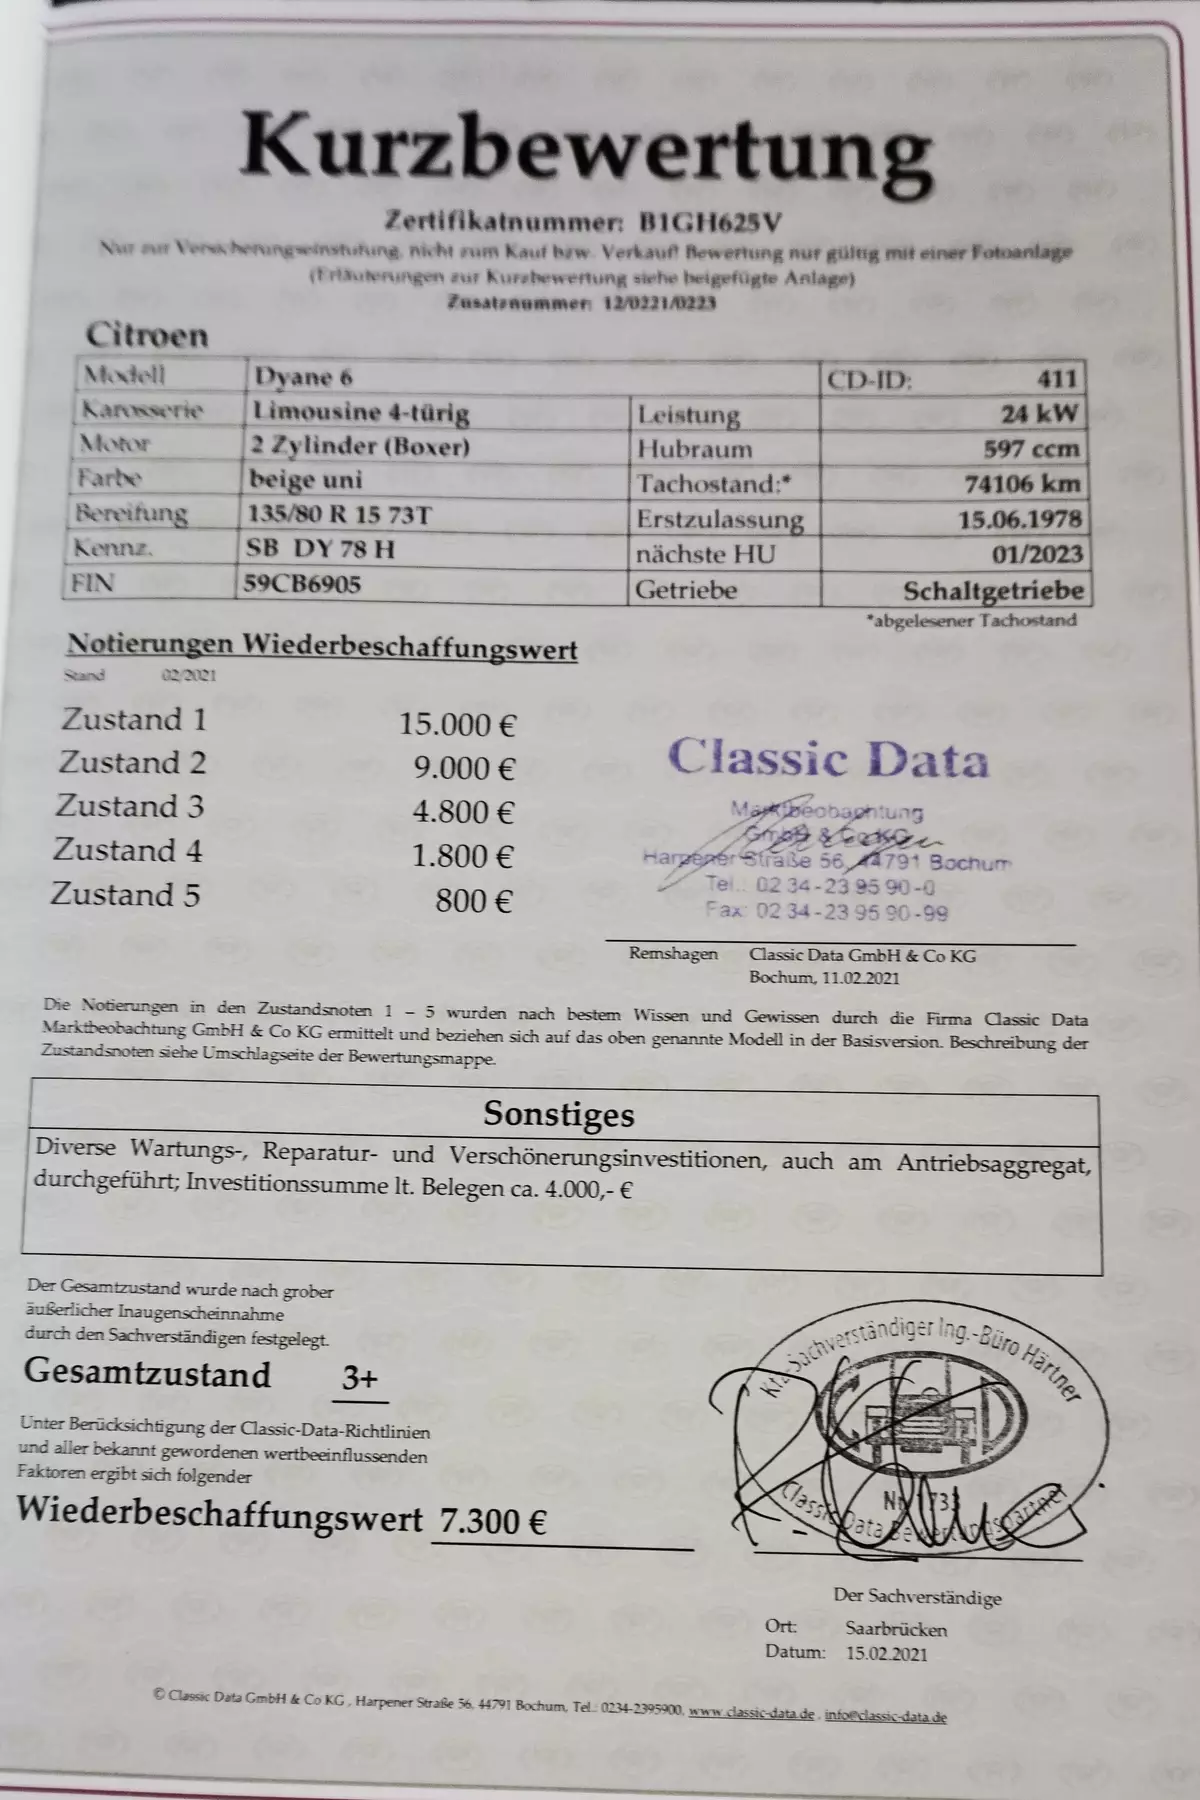 Kurzbewertung
Zertifikatnummer: B1GH625V
Nur zur Versicherungseinstufung, nicht zum Kauf bzw. Verkauf! Bewertung nur gültig mit einer Fotoanlage
(Erläuterungen zur Kurzbewertung siehe beigefügte Anlage)
Zusatznummer: 12/0221/0223
Citroen
Modell Dyane 6 CD-ID: 411
Karosserie Limousine 4-türig Leistung 24 kW
Motor 2 Zylinder (Boxer) Hubraum 597 ccm
Farbe beige uni Tachostand:* 74106 km
Bereifung 135/80 R 15 73T Erstzulassung 15.06.1978
Kennz. SB DY 78 H nächste HU 01/2023
FIN 59CB6905 Getriebe Schaltgetriebe
*abgelesener Tachostand
Notierungen Wiederbeschaffungswert
Stand 02/2021
Zustand 1 15.000 €
Zustand 2 9.000 €
Zustand 3 4.800 €
Zustand 4 1.800 €
Zustand 5 800 €
Classic Data
Marktbeobachtung
GmbH & Co KG
Harpener Straße 56, 44791 Bochum
Tel.: 02 34 - 23 95 90 - 0
Fax: 02 34 - 23 95 90 - 99
Remshagen Classic Data GmbH & Co KG
Bochum, 11.02.2021
Die Notierungen in den Zustandsnoten 1 – 5 wurden nach bestem Wissen und Gewissen durch die Firma Classic Data
Marktbeobachtung GmbH & Co KG ermittelt und beziehen sich auf das oben genannte Modell in der Basisversion. Beschreibung der
Zustandsnoten siehe Umschlagseite der Bewertungsmappe.
Sonstiges
Diverse Wartungs-, Reparatur- und Verschönerungsinvestitionen, auch am Antriebsaggregat,
durchgeführt; Investitionssumme lt. Belegen ca. 4.000,- €
Der Gesamtzustand wurde nach grober
äußerlicher Inaugenscheinnahme
durch den Sachverständigen festgelegt.
Gesamtzustand 3+
Unter Berücksichtigung der Classic-Data-Richtlinien
und aller bekannt gewordenen wertbeeinflussenden
Faktoren ergibt sich folgender
Wiederbeschaffungswert 7.300 €
Kfz-Sachverständiger Ing.-Büro Härtner
Nr. 1733
Classic Data Bewertungspartner
Der Sachverständige
Ort: Saarbrücken
Datum: 15.02.2021
© Classic Data GmbH & Co KG , Harpener Straße 56, 44791 Bochum, Tel.: 0234-2395900, www.classic-data.de , info@classic-data.de